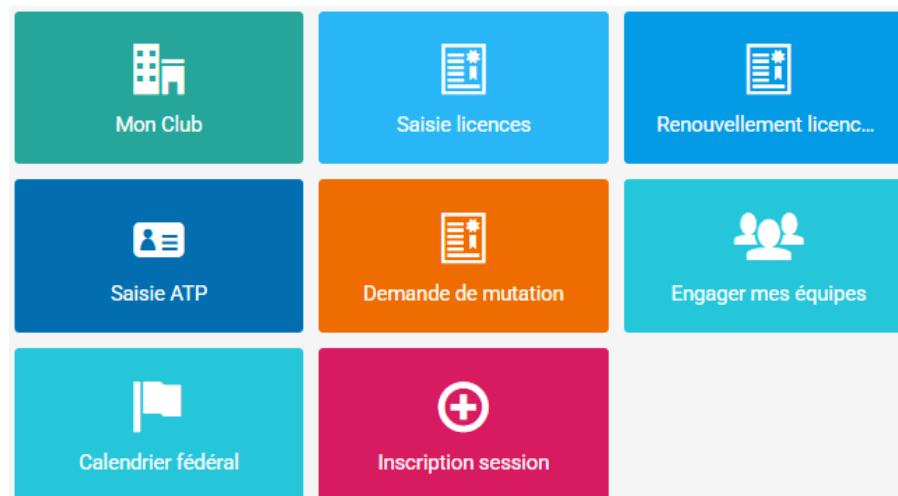 Mon Club
Saisie licences
Renouvellement licenc...
Saisie ATP
Demande de mutation
Engager mes équipes
Calendrier fédéral
Inscription session